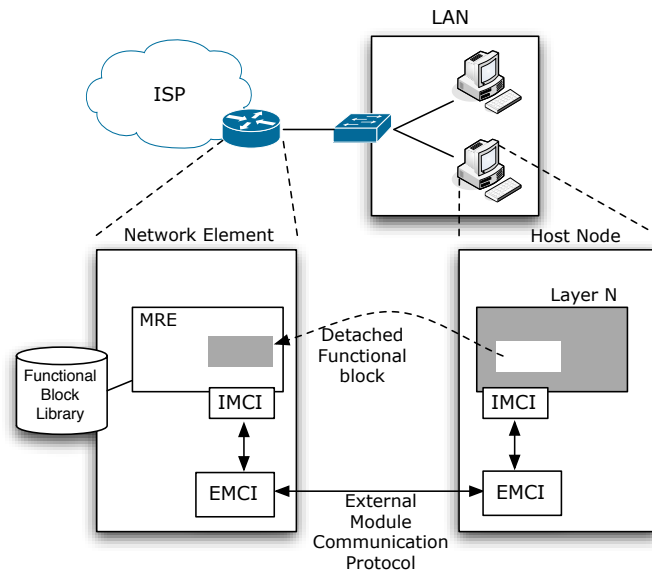 LAN
ISP
Network Element
Host Node
MRE
Layer N
Detached
Functional
block
Functional
Block
Library
IMCI
IMCI
EMCI
EMCI
External
Module
Communication
Protocol